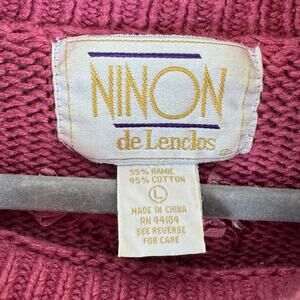 NINON
de Lenclos
®
55% RAMIE
45% COTTON
L
MADE IN CHINA
RN 44184
SEE REVERSE
FOR CARE